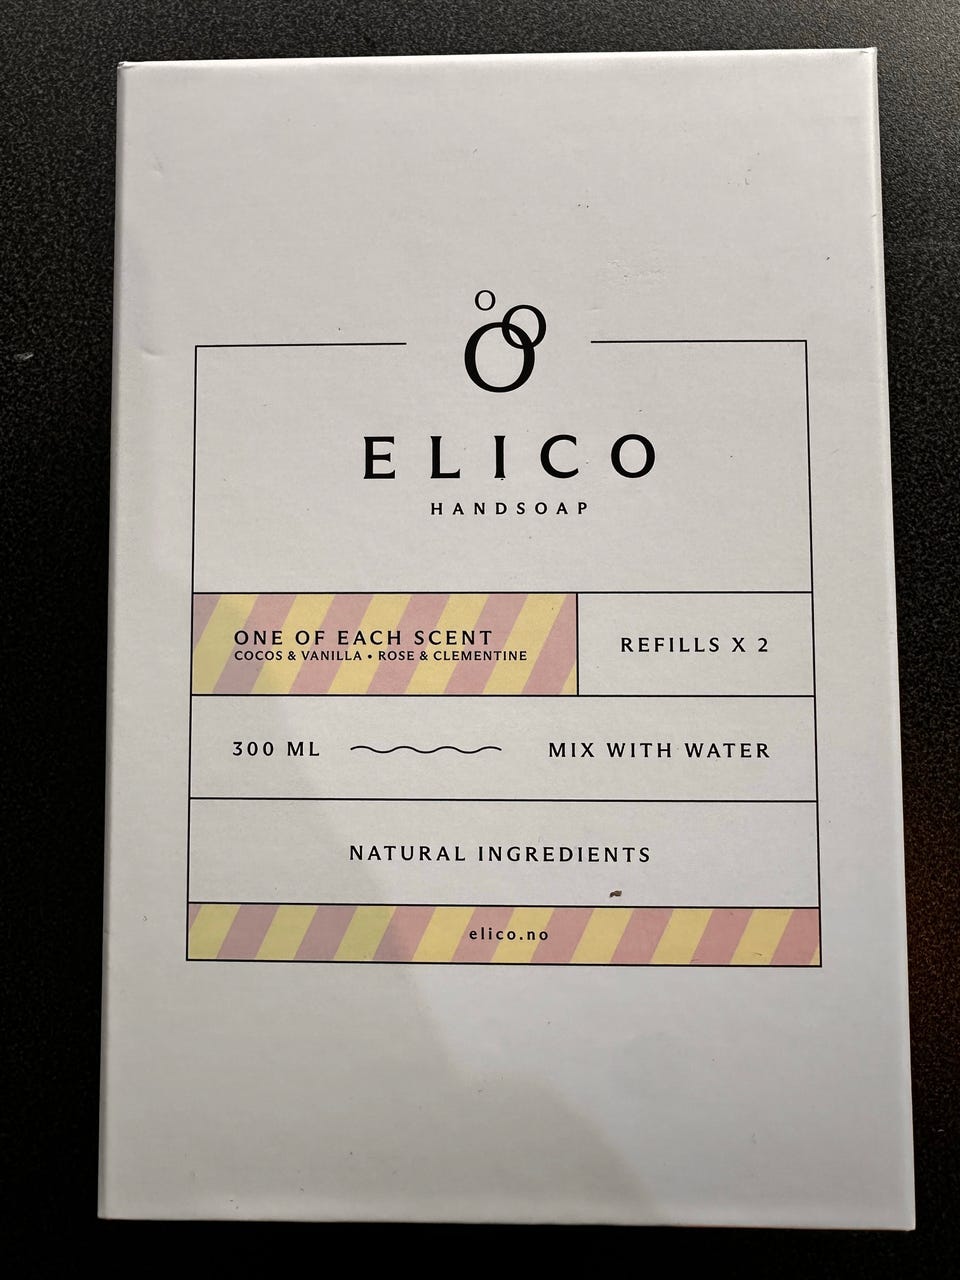 ELICO
HANDSOAP
ONE OF EACH SCENT
COCOS & VANILLA • ROSE & CLEMENTINE
REFILLS X 2
300 ML
MIX WITH WATER
NATURAL INGREDIENTS
elico.no